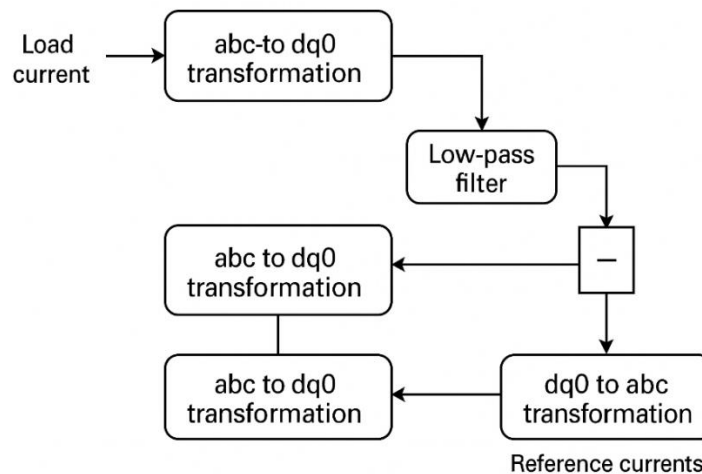 Load
current
abc-to dq0
transformation
Low-pass
filter
abc to dq0
transformation
–
abc to dq0
transformation
dq0 to abc
transformation
Reference currents